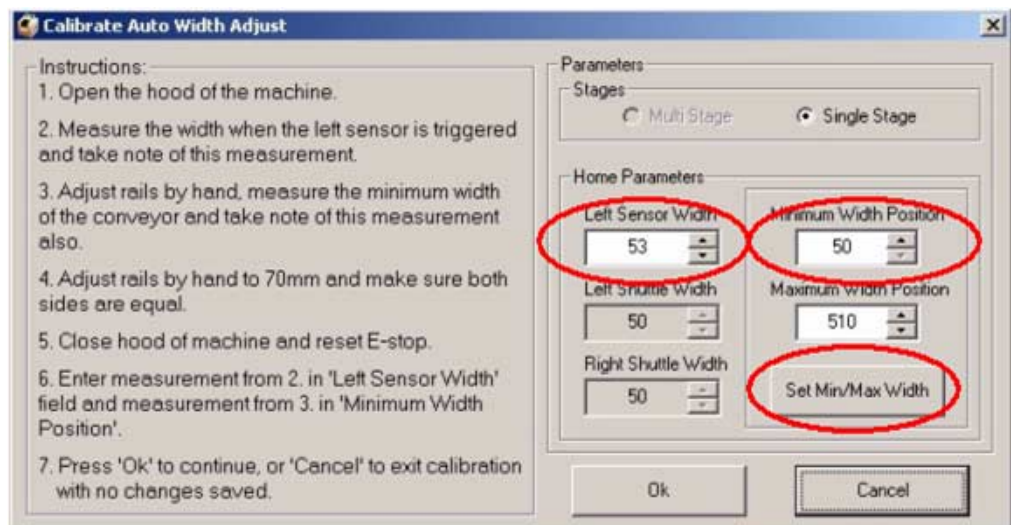 Calibrate Auto Width Adjust
Instructions:
1. Open the hood of the machine.
2. Measure the width when the left sensor is triggered
and take note of this measurement.
3. Adjust rails by hand, measure the minimum width
of the conveyor and take note of this measurement
also.
4. Adjust rails by hand to 70mm and make sure both
sides are equal.
5. Close hood of machine and reset E-stop.
6. Enter measurement from 2. in 'Left Sensor Width'
field and measurement from 3. in 'Minimum Width
Position'.
7. Press 'Ok' to continue, or 'Cancel' to exit calibration
with no changes saved.
Parameters
Stages
Multi Stage
Single Stage
Home Parameters
Left Sensor Width
53
Minimum Width Position
50
Left Shuttle Width
50
Maximum Width Position
510
Right Shuttle Width
50
Set Min/Max Width
Ok
Cancel